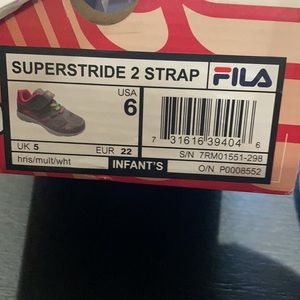 SUPERSTRIDE 2 STRAP FILA
USA
6
7 31616 39404 6
UK 5 EUR 22 S/N 7RM01551-298
hris/mult/wht INFANT'S O/N P0008552